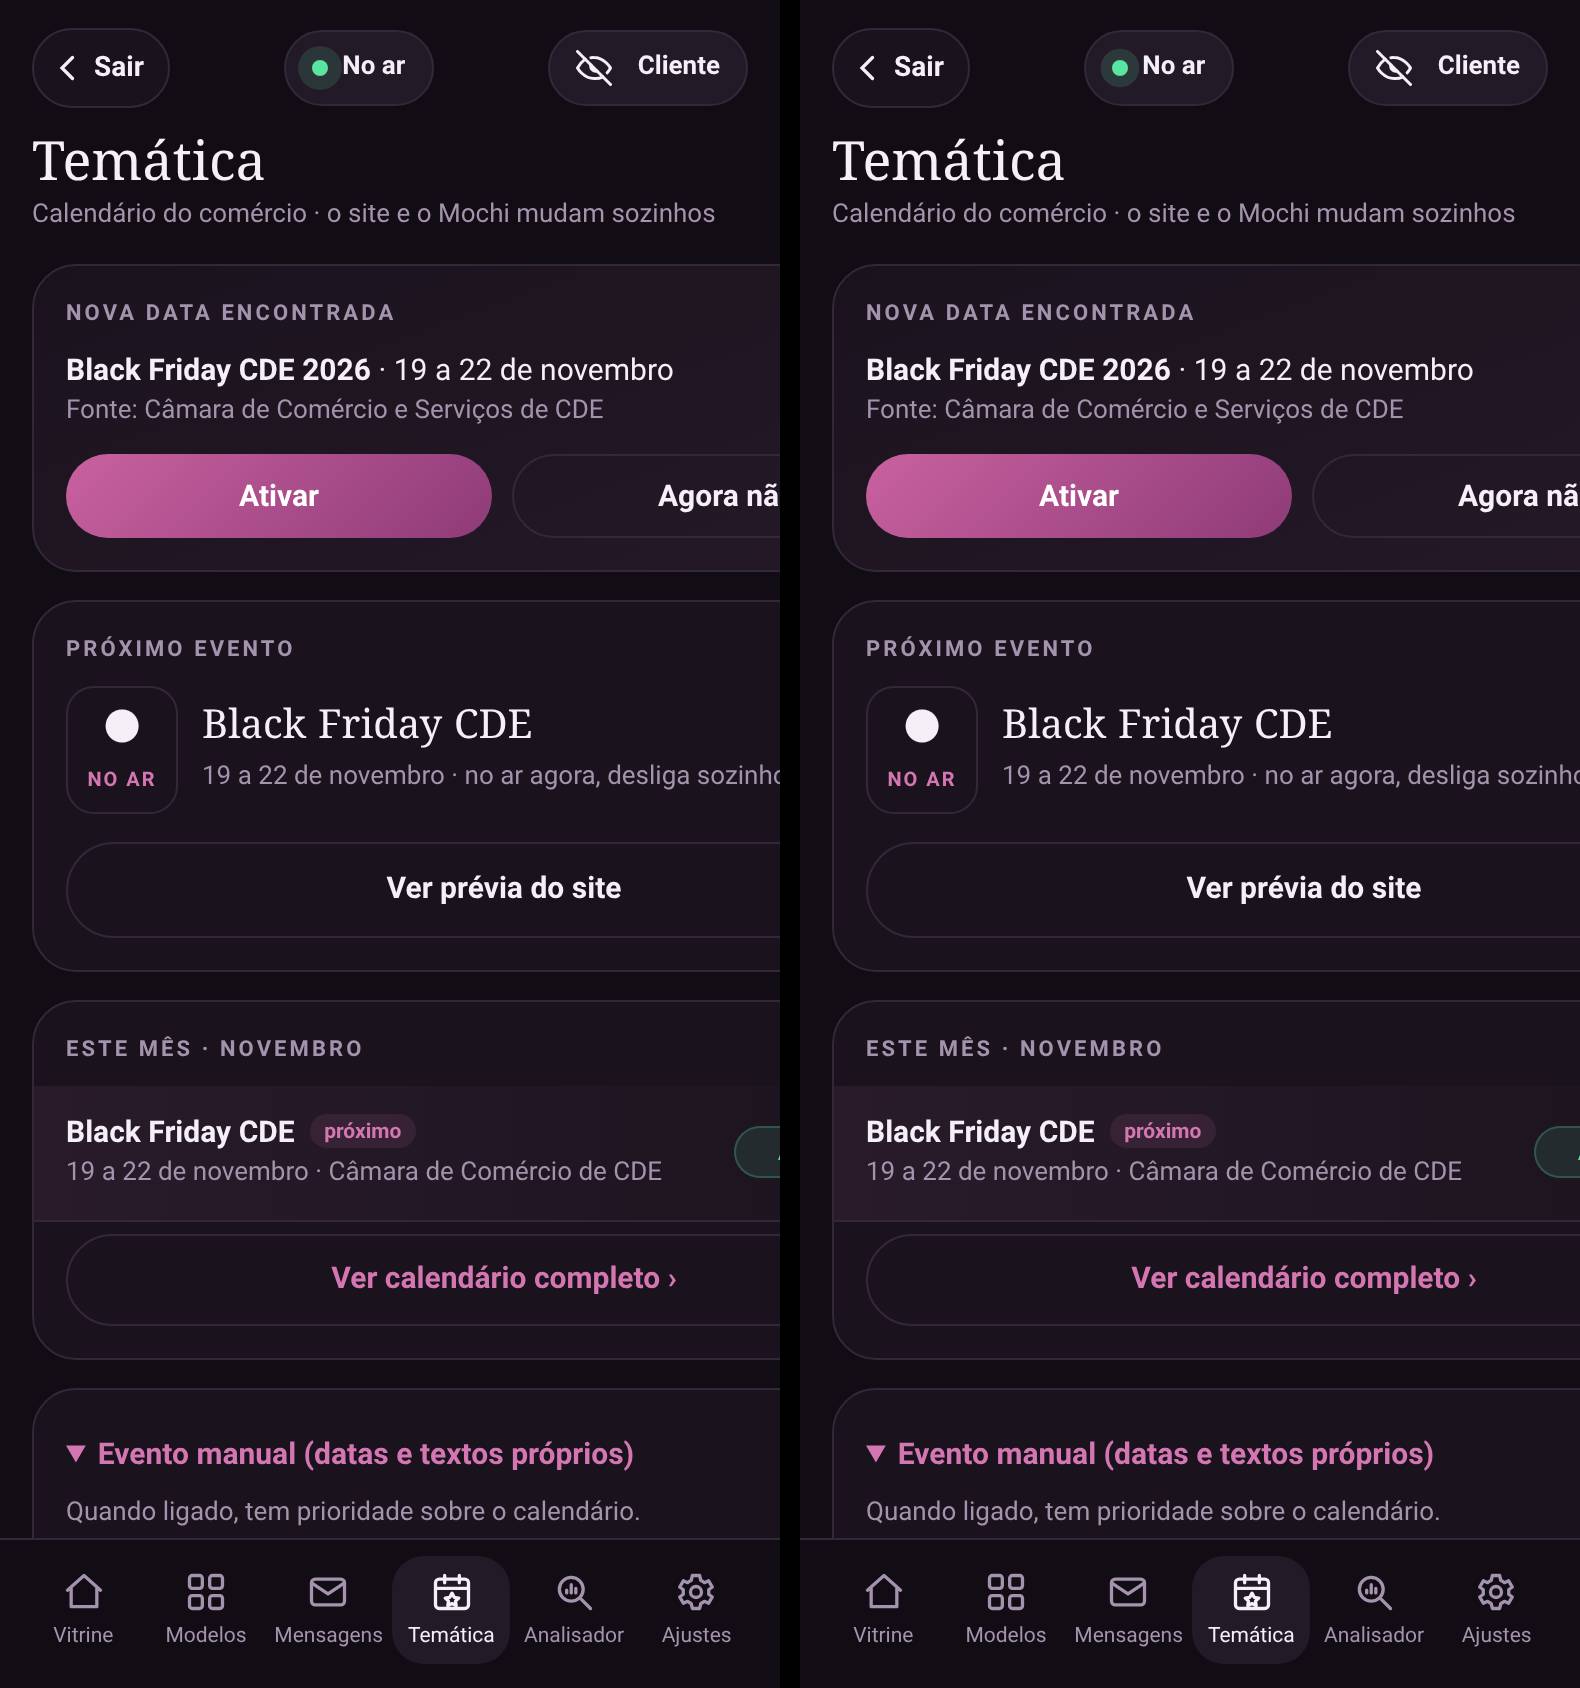 Sair
No ar
Cliente
Temática
Calendário do comércio · o site e o Mochi mudam sozinhos
NOVA DATA ENCONTRADA
Black Friday CDE 2026 · 19 a 22 de novembro
Fonte: Câmara de Comércio e Serviços de CDE
Ativar
Agora nã
PRÓXIMO EVENTO
NO AR
Black Friday CDE
19 a 22 de novembro · no ar agora, desliga sozinho
Ver prévia do site
ESTE MÊS · NOVEMBRO
Black Friday CDE próximo
19 a 22 de novembro · Câmara de Comércio de CDE
Ver calendário completo ›
▼ Evento manual (datas e textos próprios)
Quando ligado, tem prioridade sobre o calendário.
Vitrine
Modelos
Mensagens
Temática
Analisador
Ajustes
Sair
No ar
Cliente
Temática
Calendário do comércio · o site e o Mochi mudam sozinhos
NOVA DATA ENCONTRADA
Black Friday CDE 2026 · 19 a 22 de novembro
Fonte: Câmara de Comércio e Serviços de CDE
Ativar
Agora nã
PRÓXIMO EVENTO
NO AR
Black Friday CDE
19 a 22 de novembro · no ar agora, desliga sozinho
Ver prévia do site
ESTE MÊS · NOVEMBRO
Black Friday CDE próximo
19 a 22 de novembro · Câmara de Comércio de CDE
Ver calendário completo ›
▼ Evento manual (datas e textos próprios)
Quando ligado, tem prioridade sobre o calendário.
Vitrine
Modelos
Mensagens
Temática
Analisador
Ajustes